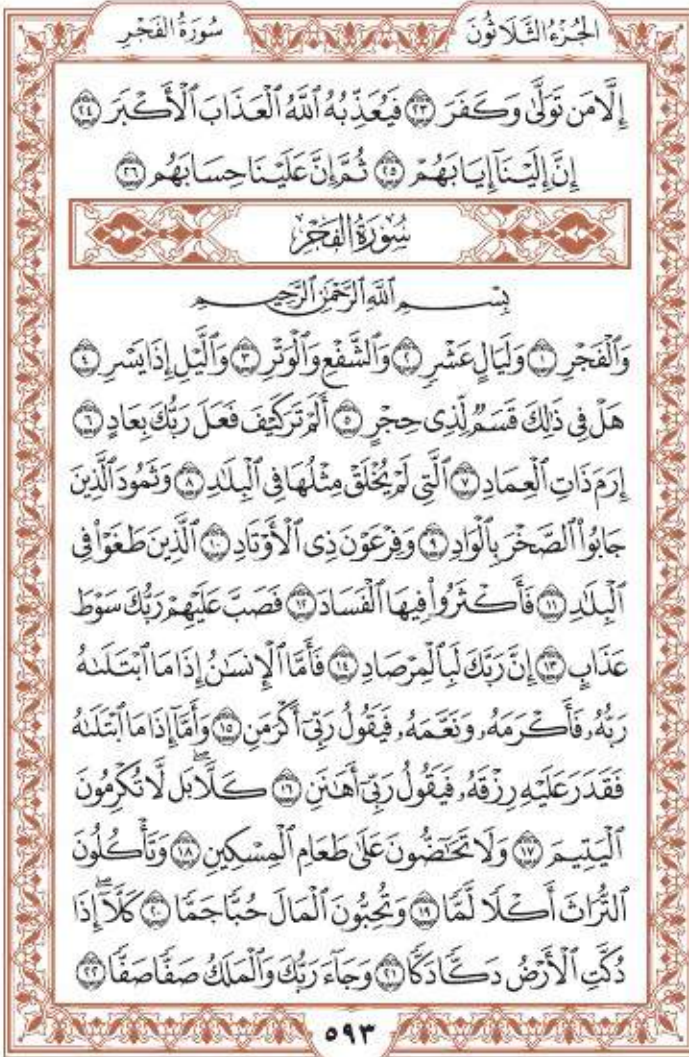 سُورَةُ الفَجْرِ
الجُزْءُ الثَّلَاثُونَ
إِلَّا مَن تَوَلَّىٰ وَكَفَرَ ٢٣ فَيُعَذِّبُهُ ٱللَّهُ ٱلْعَذَابَ ٱلْأَكْبَرَ ٢٤
إِنَّ إِلَيْنَآ إِيَابَهُمْ ٢٥ ثُمَّ إِنَّ عَلَيْنَا حِسَابَهُم ٢٦
سُورَةُ الفَجْرِ
بِسْمِ ٱللَّهِ ٱلرَّحْمَٰنِ ٱلرَّحِيمِ
وَٱلْفَجْرِ ١ وَلَيَالٍ عَشْرٍ ٢ وَٱلشَّفْعِ وَٱلْوَتْرِ ٣ وَٱلَّيْلِ إِذَا يَسْرِ ٤
هَلْ فِى ذَٰلِكَ قَسَمٌ لِّذِى حِجْرٍ ٥ أَلَمْ تَرَ كَيْفَ فَعَلَ رَبُّكَ بِعَادٍ ٦
إِرَمَ ذَاتِ ٱلْعِمَادِ ٧ ٱلَّتِى لَمْ يُخْلَقْ مِثْلُهَا فِى ٱلْبِلَٰدِ ٨ وَثَمُودَ ٱلَّذِينَ
جَابُوا۟ ٱلصَّخْرَ بِٱلْوَادِ ٩ وَفِرْعَوْنَ ذِى ٱلْأَوْتَادِ ١٠ ٱلَّذِينَ طَغَوْا۟ فِى
ٱلْبِلَٰدِ ١١ فَأَكْثَرُوا۟ فِيهَا ٱلْفَسَادَ ١٢ فَصَبَّ عَلَيْهِمْ رَبُّكَ سَوْطَ
عَذَابٍ ١٣ إِنَّ رَبَّكَ لَبِٱلْمِرْصَادِ ١٤ فَأَمَّا ٱلْإِنسَٰنُ إِذَا مَا ٱبْتَلَىٰهُ
رَبُّهُۥ فَأَكْرَمَهُۥ وَنَعَّمَهُۥ فَيَقُولُ رَبِّىٓ أَكْرَمَنِ ١٥ وَأَمَّآ إِذَا مَا ٱبْتَلَىٰهُ
فَقَدَرَ عَلَيْهِ رِزْقَهُۥ فَيَقُولُ رَبِّىٓ أَهَٰنَنِ ١٦ كَلَّا ۖ بَل لَّا تُكْرِمُونَ
ٱلْيَتِيمَ ١٧ وَلَا تَحَٰٓضُّونَ عَلَىٰ طَعَامِ ٱلْمِسْكِينِ ١٨ وَتَأْكُلُونَ
ٱلتُّرَاثَ أَكْلًا لَّمًّا ١٩ وَتُحِبُّونَ ٱلْمَالَ حُبًّا جَمًّا ٢٠ كَلَّآ ۖ إِذَا
دُكَّتِ ٱلْأَرْضُ دَكًّا دَكًّا ٢١ وَجَآءَ رَبُّكَ وَٱلْمَلَكُ صَفًّا صَفًّا ٢٢
٥٩٣